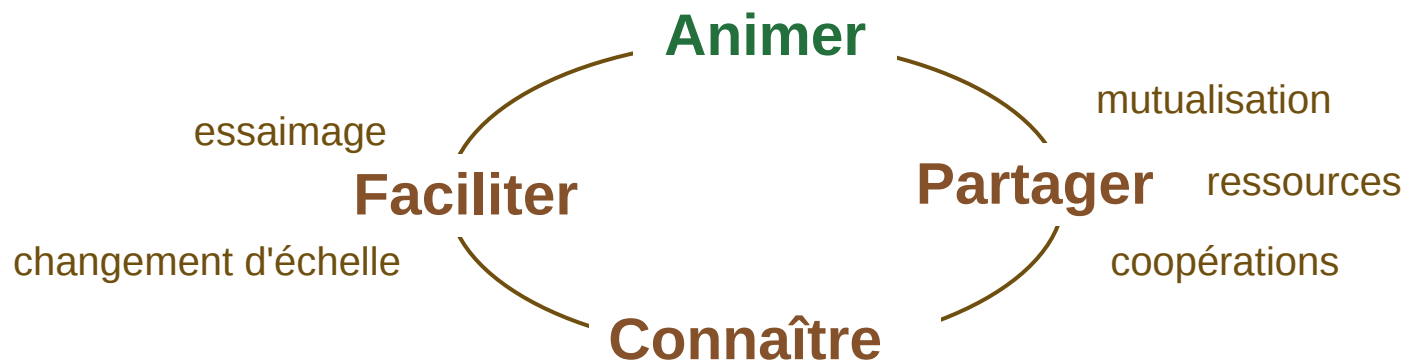 Animer
mutualisation
essaimage
Faciliter
Partager
ressources
changement d'échelle
coopérations
Connaître